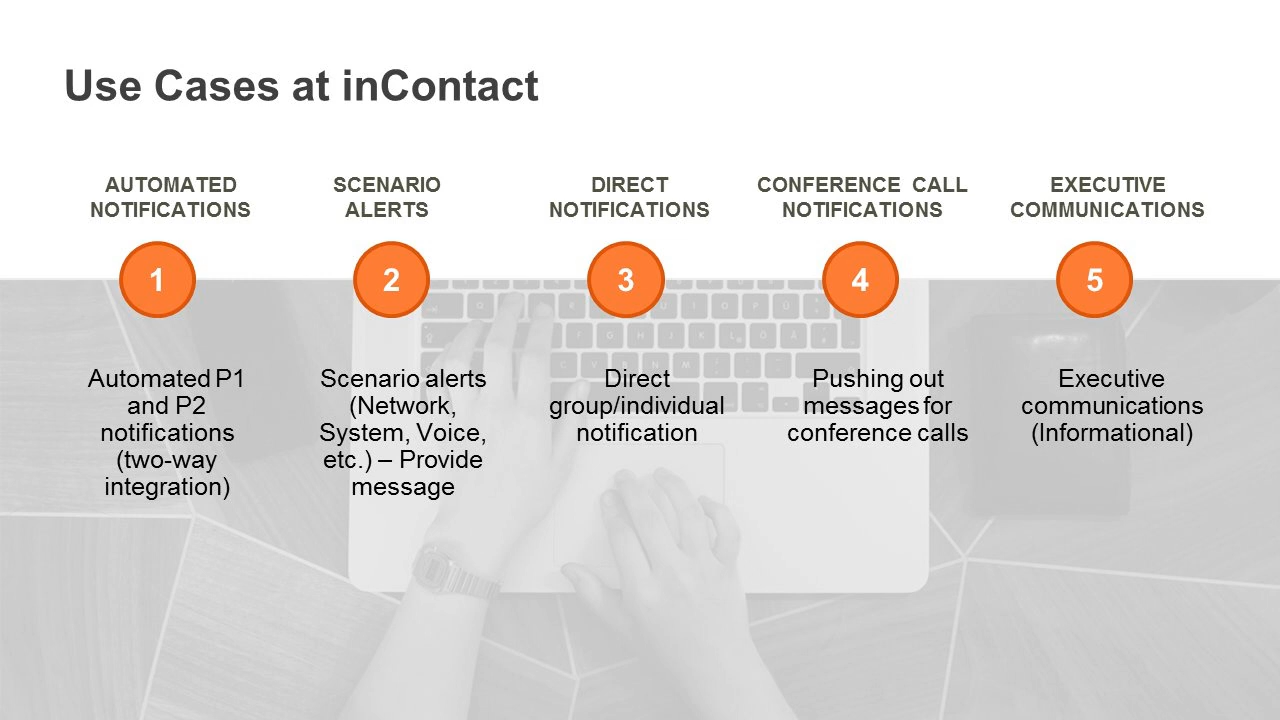 Use Cases at inContact
AUTOMATED
NOTIFICATIONS
SCENARIO
ALERTS
DIRECT
NOTIFICATIONS
CONFERENCE CALL
NOTIFICATIONS
EXECUTIVE
COMMUNICATIONS
1
2
3
4
5
Automated P1
and P2
notifications
(two-way
integration)
Scenario alerts
(Network,
System, Voice,
etc.) – Provide
message
Direct
group/individual
notification
Pushing out
messages for
conference calls
Executive
communications
(Informational)